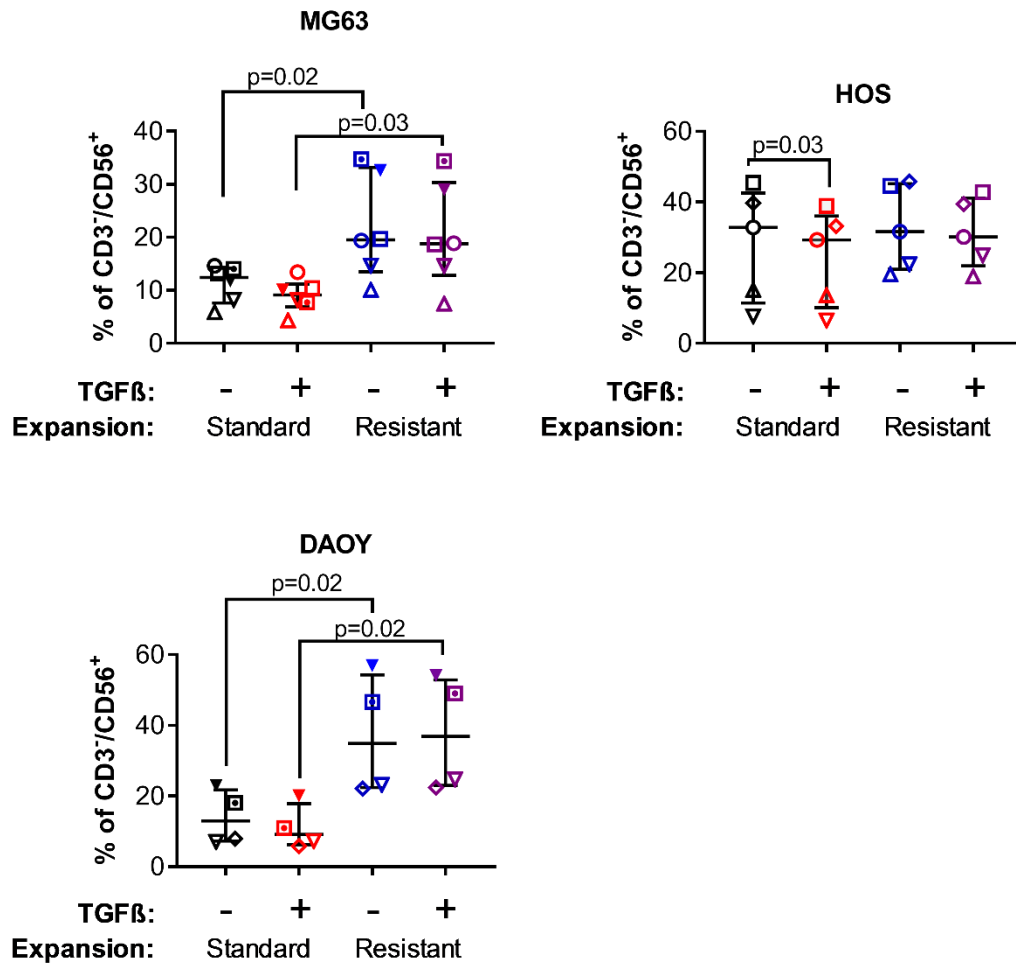 MG63
p=0.02
p=0.03
% of CD3⁻/CD56⁺
40
30
20
10
0
TGFß: - + - +
Expansion: Standard Resistant
HOS
p=0.03
% of CD3⁻/CD56⁺
60
40
20
0
TGFß: - + - +
Expansion: Standard Resistant
DAOY
p=0.02
p=0.02
% of CD3⁻/CD56⁺
60
40
20
0
TGFß: - + - +
Expansion: Standard Resistant